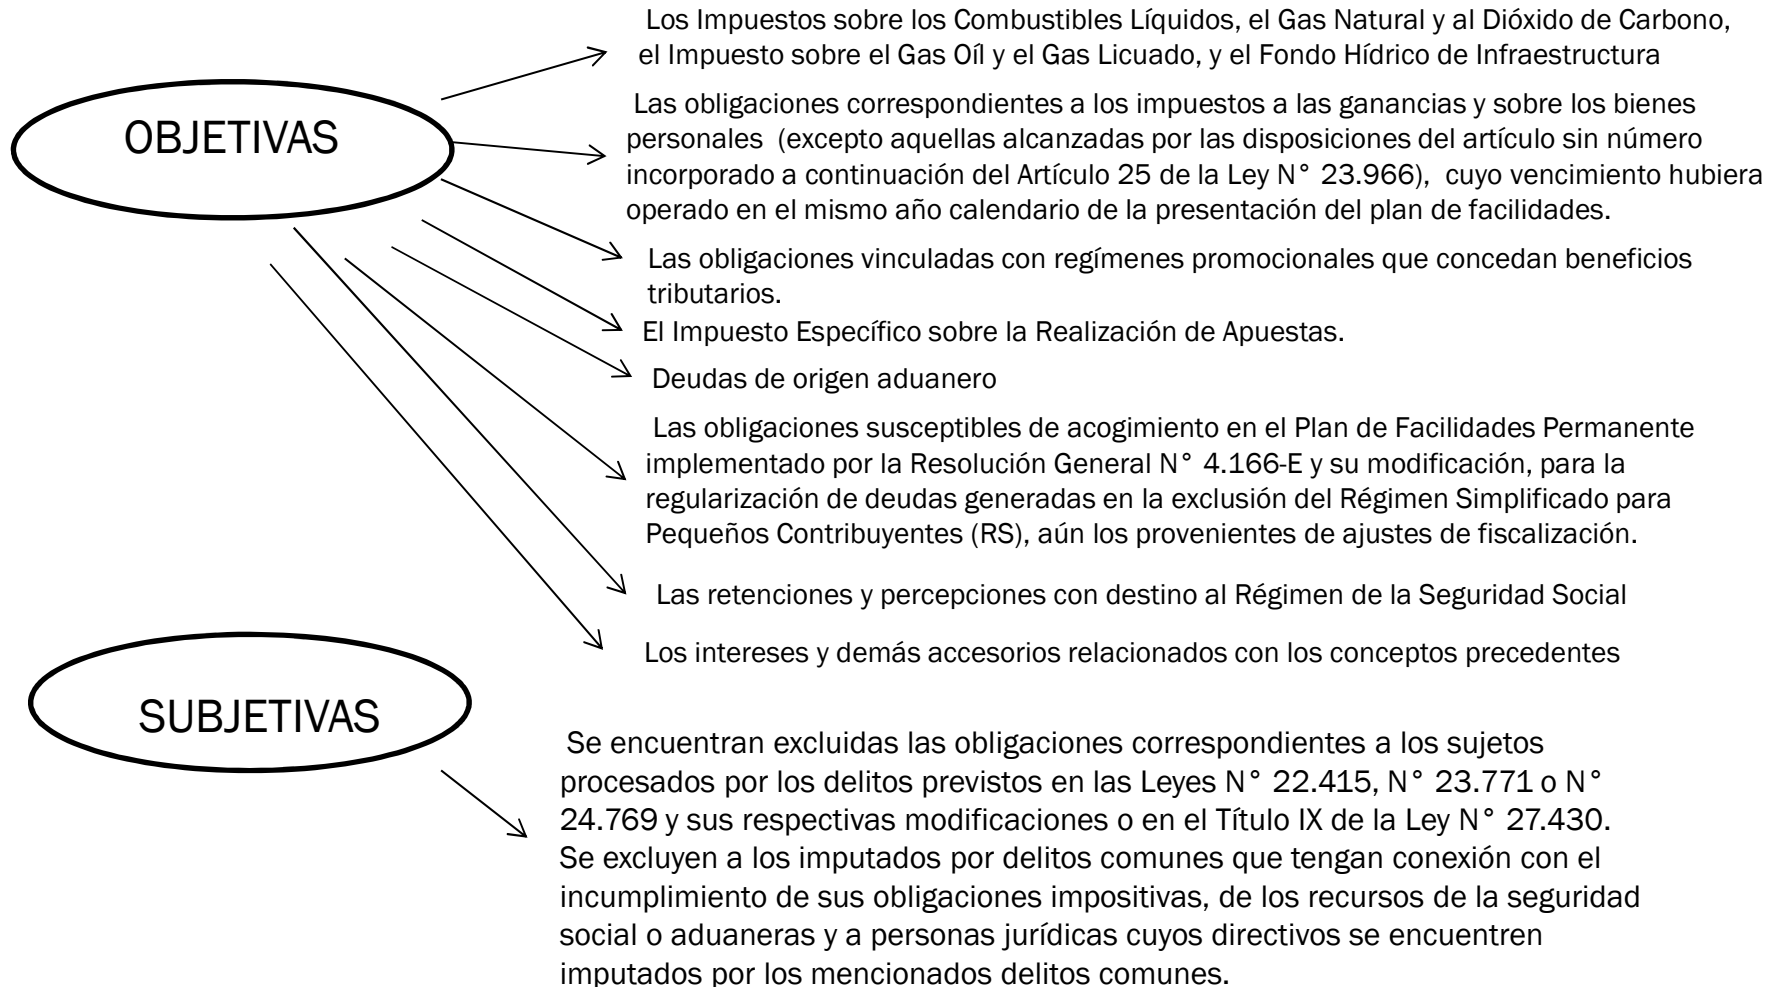 OBJETIVAS
Los Impuestos sobre los Combustibles Líquidos, el Gas Natural y al Dióxido de Carbono,
el Impuesto sobre el Gas Oíl y el Gas Licuado, y el Fondo Hídrico de Infraestructura
Las obligaciones correspondientes a los impuestos a las ganancias y sobre los bienes
personales (excepto aquellas alcanzadas por las disposiciones del artículo sin número
incorporado a continuación del Artículo 25 de la Ley N° 23.966), cuyo vencimiento hubiera
operado en el mismo año calendario de la presentación del plan de facilidades.
Las obligaciones vinculadas con regímenes promocionales que concedan beneficios
tributarios.
El Impuesto Específico sobre la Realización de Apuestas.
Deudas de origen aduanero
Las obligaciones susceptibles de acogimiento en el Plan de Facilidades Permanente
implementado por la Resolución General N° 4.166-E y su modificación, para la
regularización de deudas generadas en la exclusión del Régimen Simplificado para
Pequeños Contribuyentes (RS), aún los provenientes de ajustes de fiscalización.
Las retenciones y percepciones con destino al Régimen de la Seguridad Social
Los intereses y demás accesorios relacionados con los conceptos precedentes
SUBJETIVAS
Se encuentran excluidas las obligaciones correspondientes a los sujetos
procesados por los delitos previstos en las Leyes N° 22.415, N° 23.771 o N°
24.769 y sus respectivas modificaciones o en el Título IX de la Ley N° 27.430.
Se excluyen a los imputados por delitos comunes que tengan conexión con el
incumplimiento de sus obligaciones impositivas, de los recursos de la seguridad
social o aduaneras y a personas jurídicas cuyos directivos se encuentren
imputados por los mencionados delitos comunes.